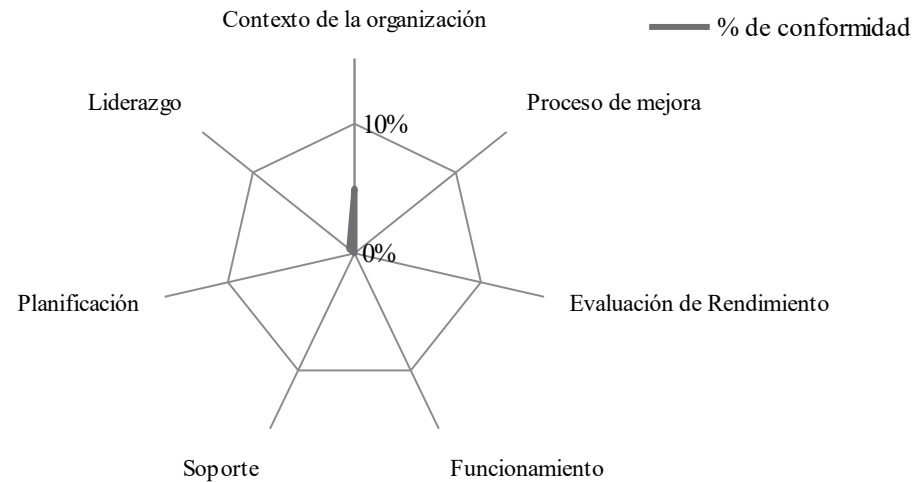 Contexto de la organización
% de conformidad
Liderazgo
Proceso de mejora
10%
0%
Planificación
Evaluación de Rendimiento
Soporte
Funcionamiento